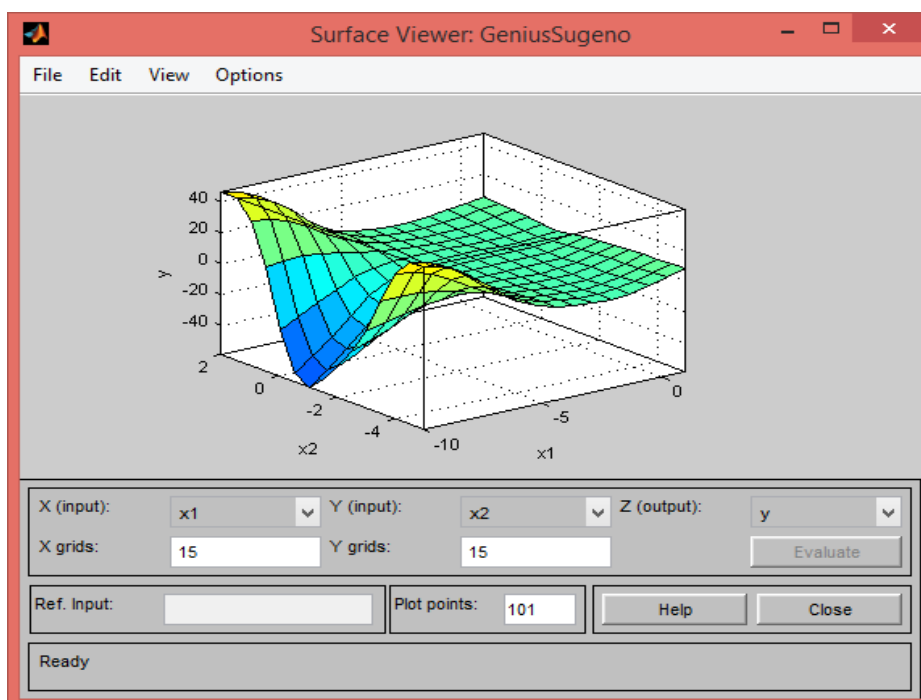 Surface Viewer: GeniusSugeno
File Edit View Options
40
20
0
-20
-40
y
2
0
-2
-4
x2
-10
-5
0
x1
X (input): x1 Y (input): x2 Z (output): y
X grids: 15 Y grids: 15 Evaluate
Ref. Input: Plot points: 101 Help Close
Ready